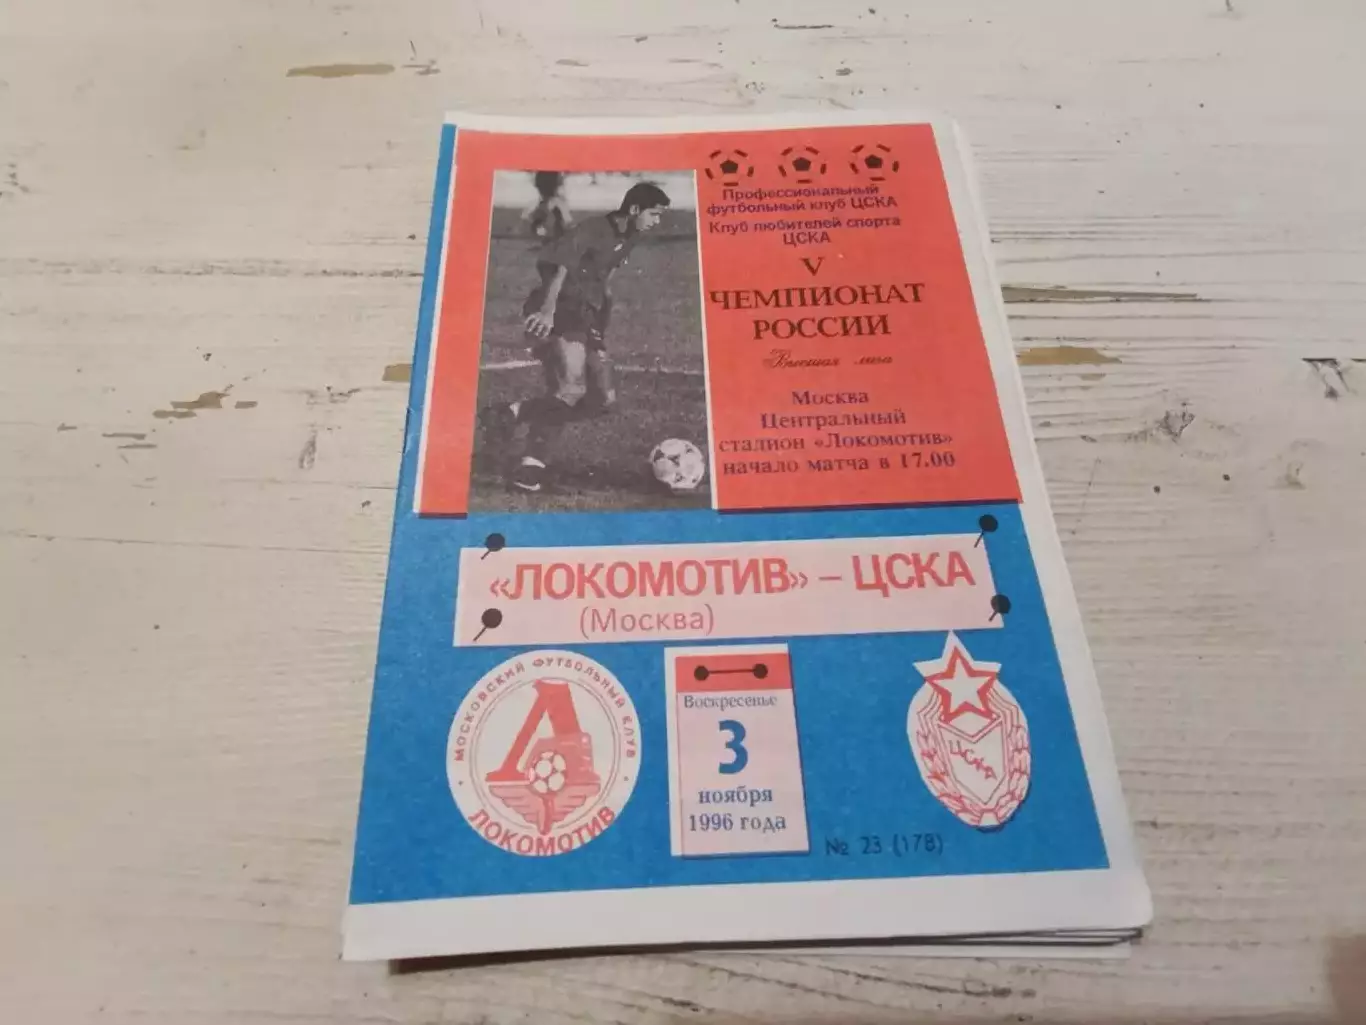 Профессиональный
футбольный клуб ЦСКА
Клуб любителей спорта
ЦСКА
V
ЧЕМПИОНАТ
РОССИИ
Высшая лига
Москва
Центральный
стадион «Локомотив»
начало матча в 17.00
«ЛОКОМОТИВ» – ЦСКА
(Москва)
МОСКОВСКИЙ ФУТБОЛЬНЫЙ КЛУБ
ЛОКОМОТИВ
Воскресенье
3
ноября
1996 года
ЦСКА
№ 23 (178)